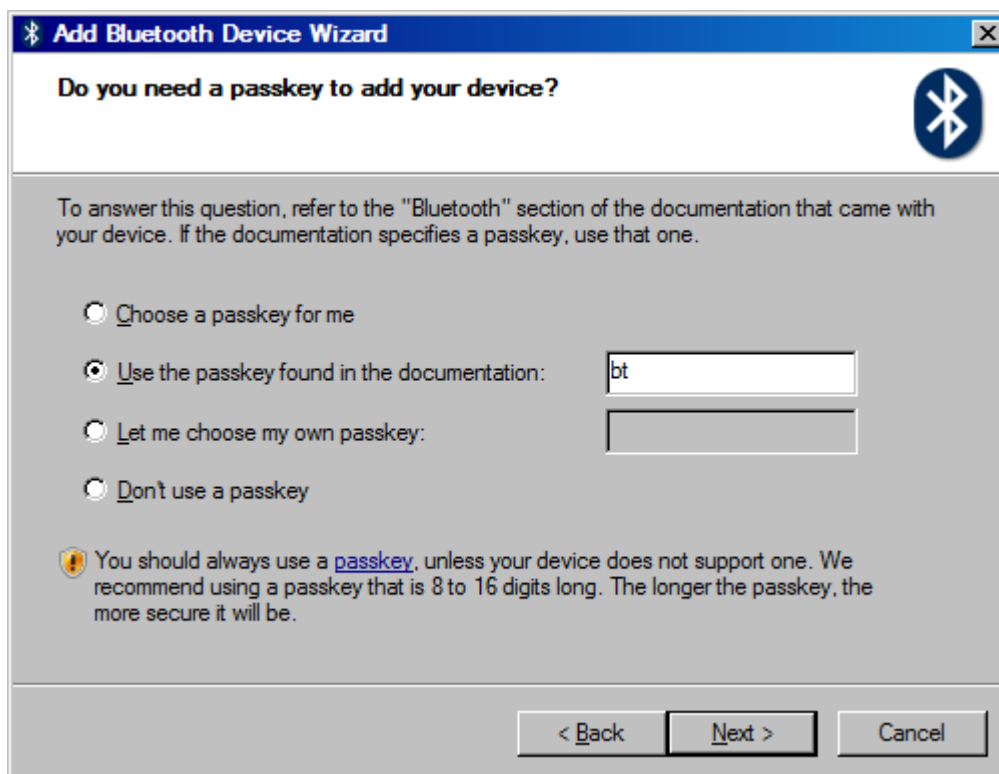 Add Bluetooth Device Wizard
Do you need a passkey to add your device?
To answer this question, refer to the "Bluetooth" section of the documentation that came with
your device. If the documentation specifies a passkey, use that one.
Choose a passkey for me
Use the passkey found in the documentation: bt
Let me choose my own passkey:
Don't use a passkey
You should always use a passkey, unless your device does not support one. We
recommend using a passkey that is 8 to 16 digits long. The longer the passkey, the
more secure it will be.
< Back Next > Cancel